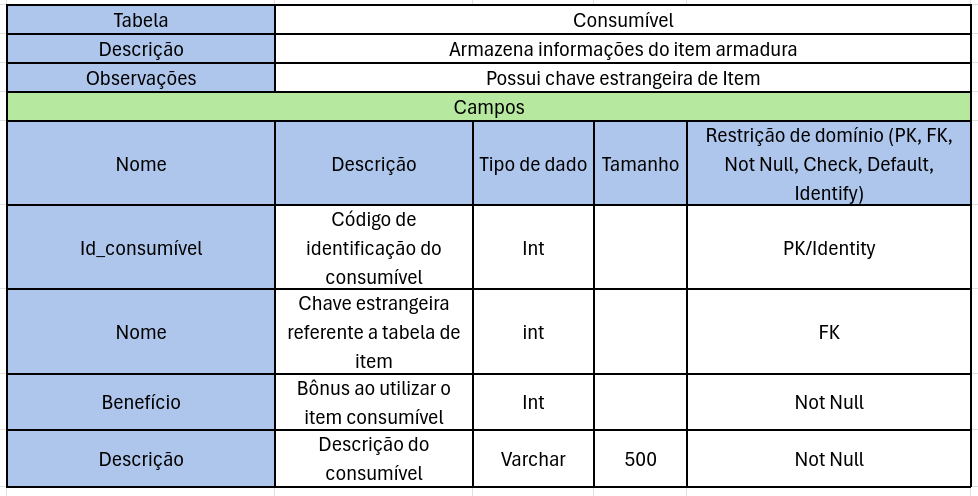 Tabela Consumível
Descrição Armazena informações do item armadura
Observações Possui chave estrangeira de Item
Campos
Nome Descrição Tipo de dado Tamanho Restrição de domínio (PK, FK,
Not Null, Check, Default,
Identify)
Id_consumível Código de
identificação do
consumível Int PK/Identity
Nome Chave estrangeira
referente a tabela de
item int FK
Benefício Bônus ao utilizar o
item consumível Int Not Null
Descrição Descrição do
consumível Varchar 500 Not Null